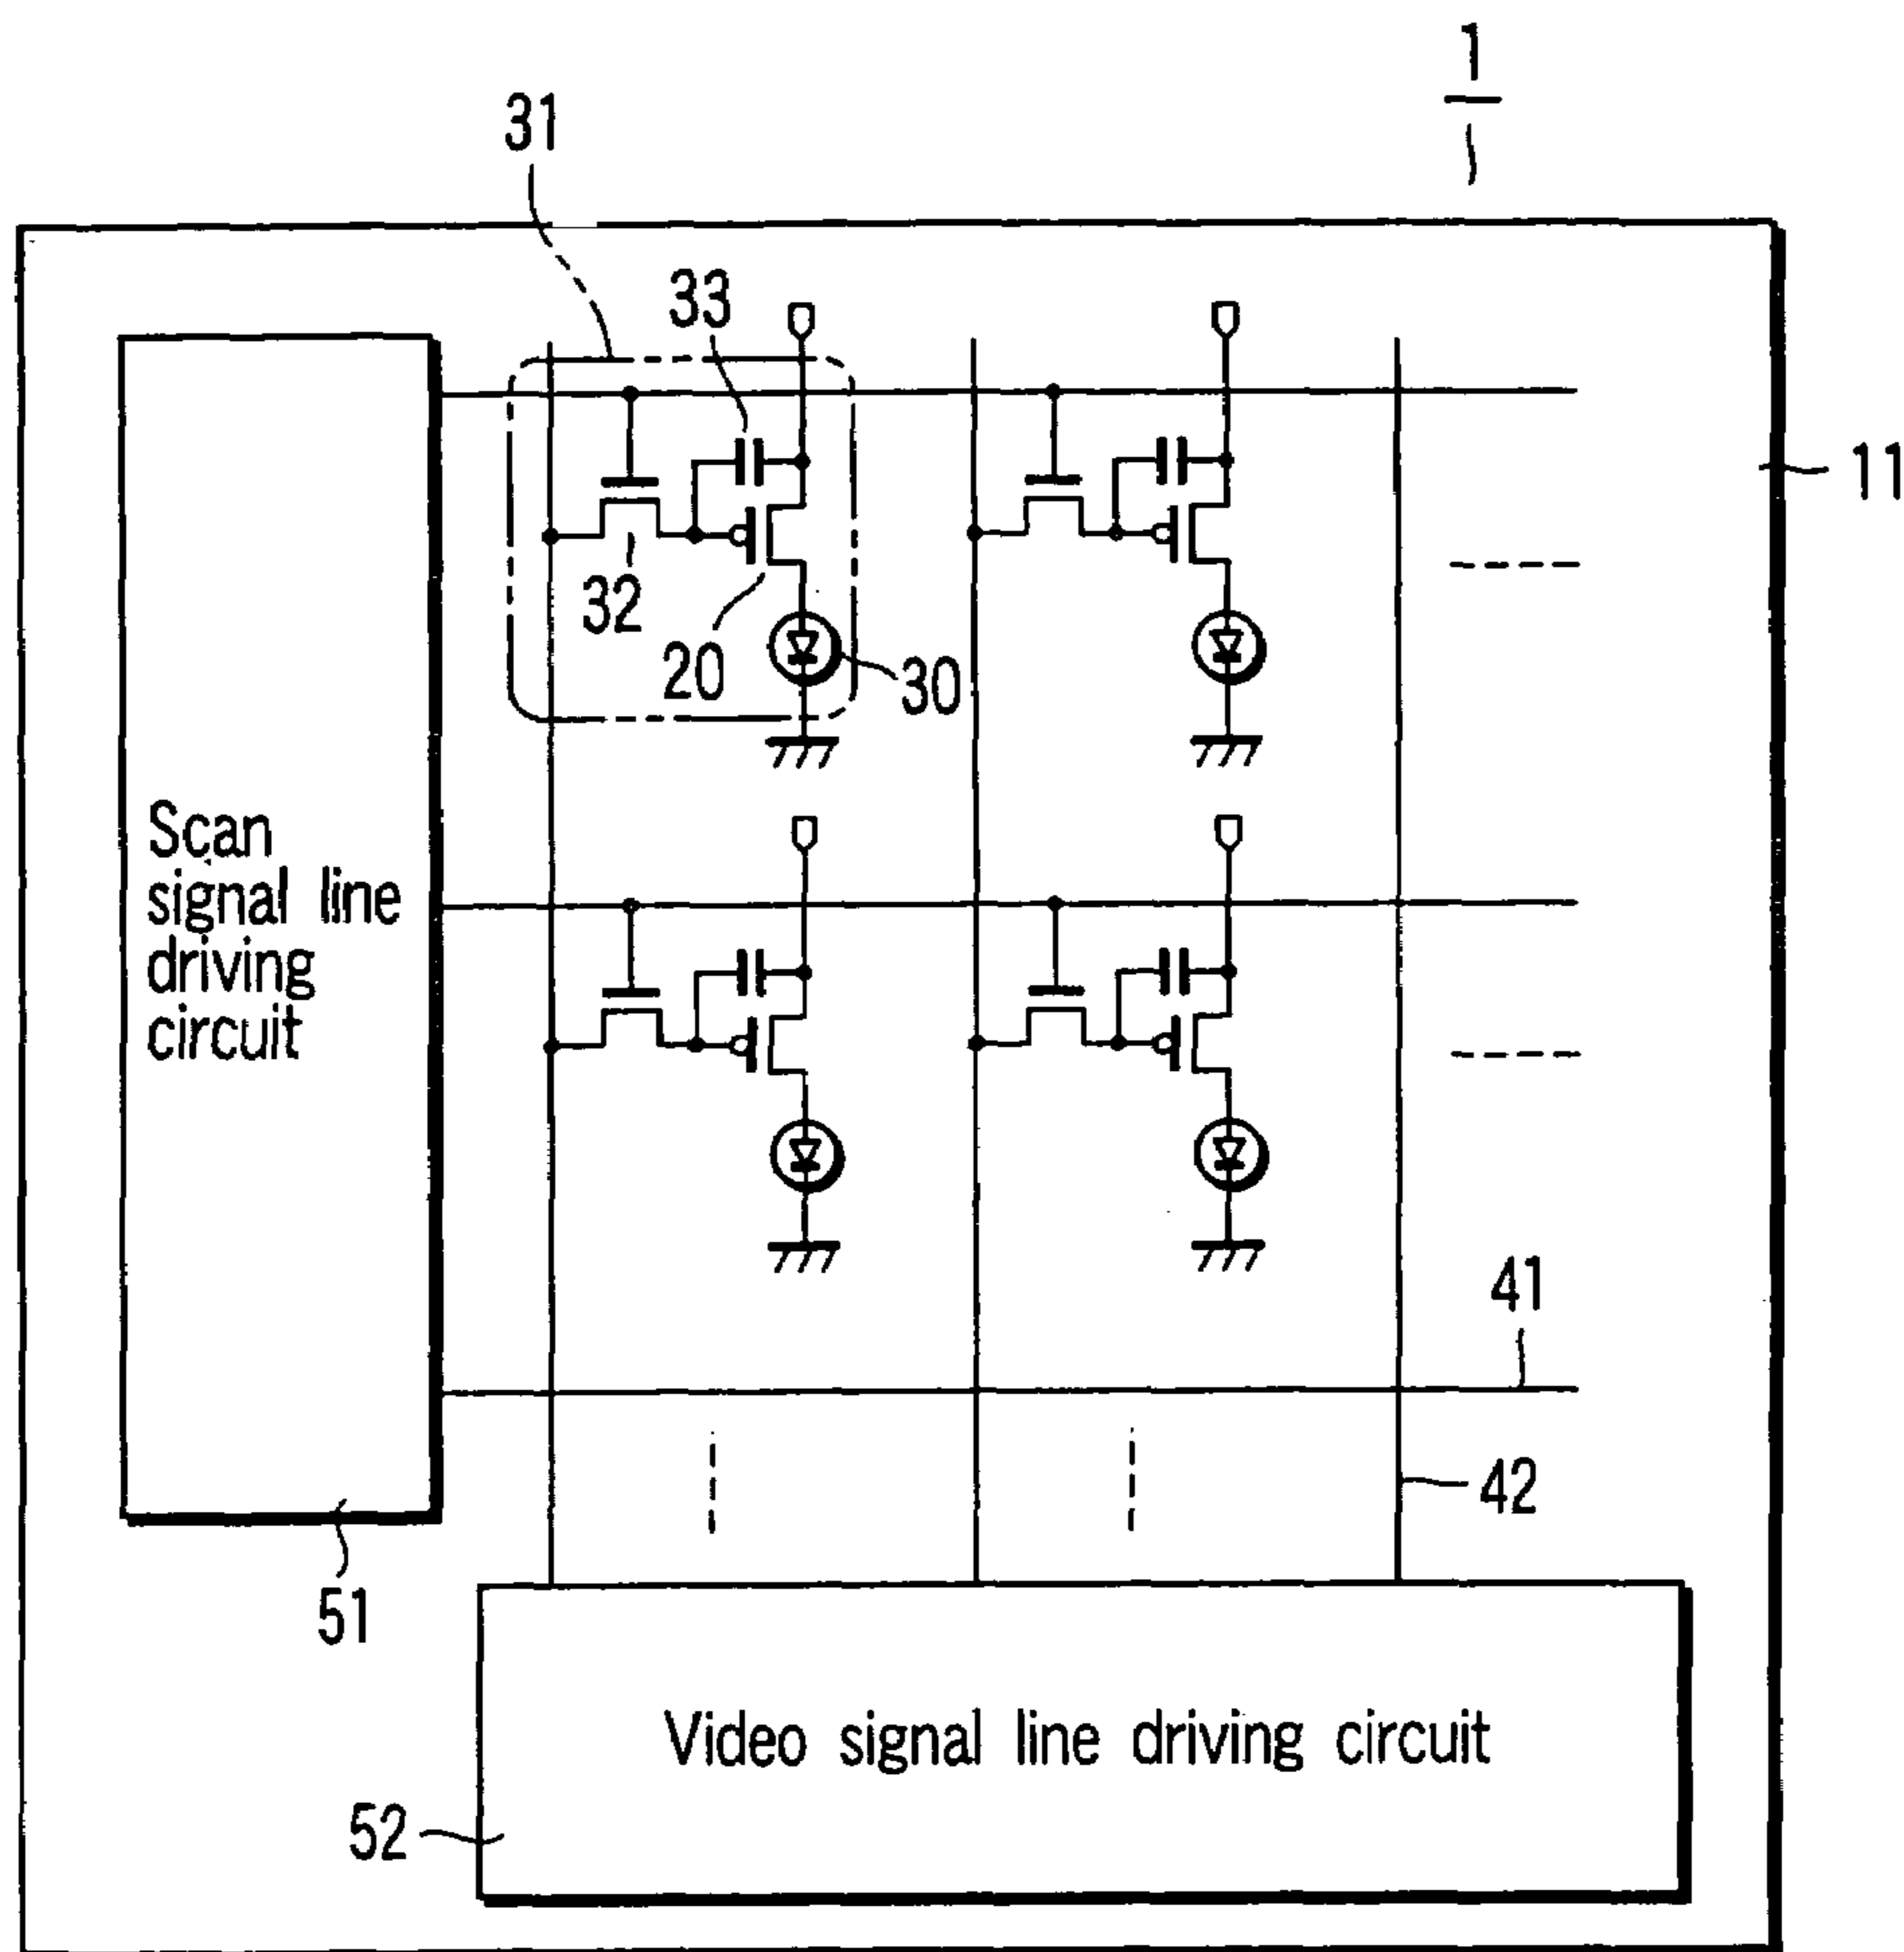 1
31
33
11
32
20
30
Scan
signal line
driving
circuit
41
42
51
Video signal line driving circuit
52